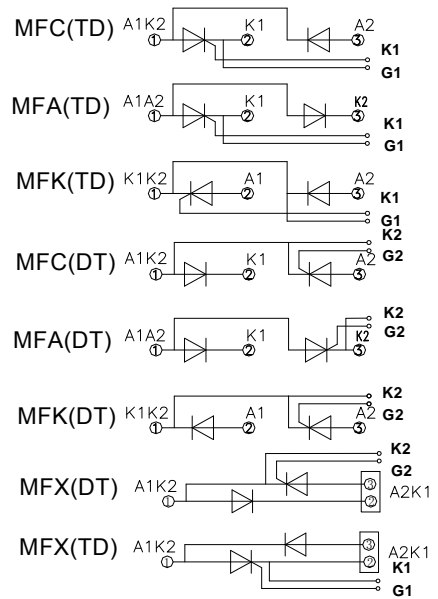 MFC(TD) A1K2 K1 A2
1 2 3
K1
G1
MFA(TD) A1A2 K1 K2
1 2 3
K1
G1
MFK(TD) K1K2 A1 A2
1 2 3
K1
G1
K2
MFC(DT) A1K2 K1 A2
G2
1 2 3
K2
G2
MFA(DT) A1A2 K1 K2
1 2 3
K2
MFK(DT) K1K2 A1 A2
G2
1 2 3
K2
G2
MFX(DT) A1K2 3 A2K1
1 2
MFX(TD) A1K2 3 A2K1
1 2
K1
G1